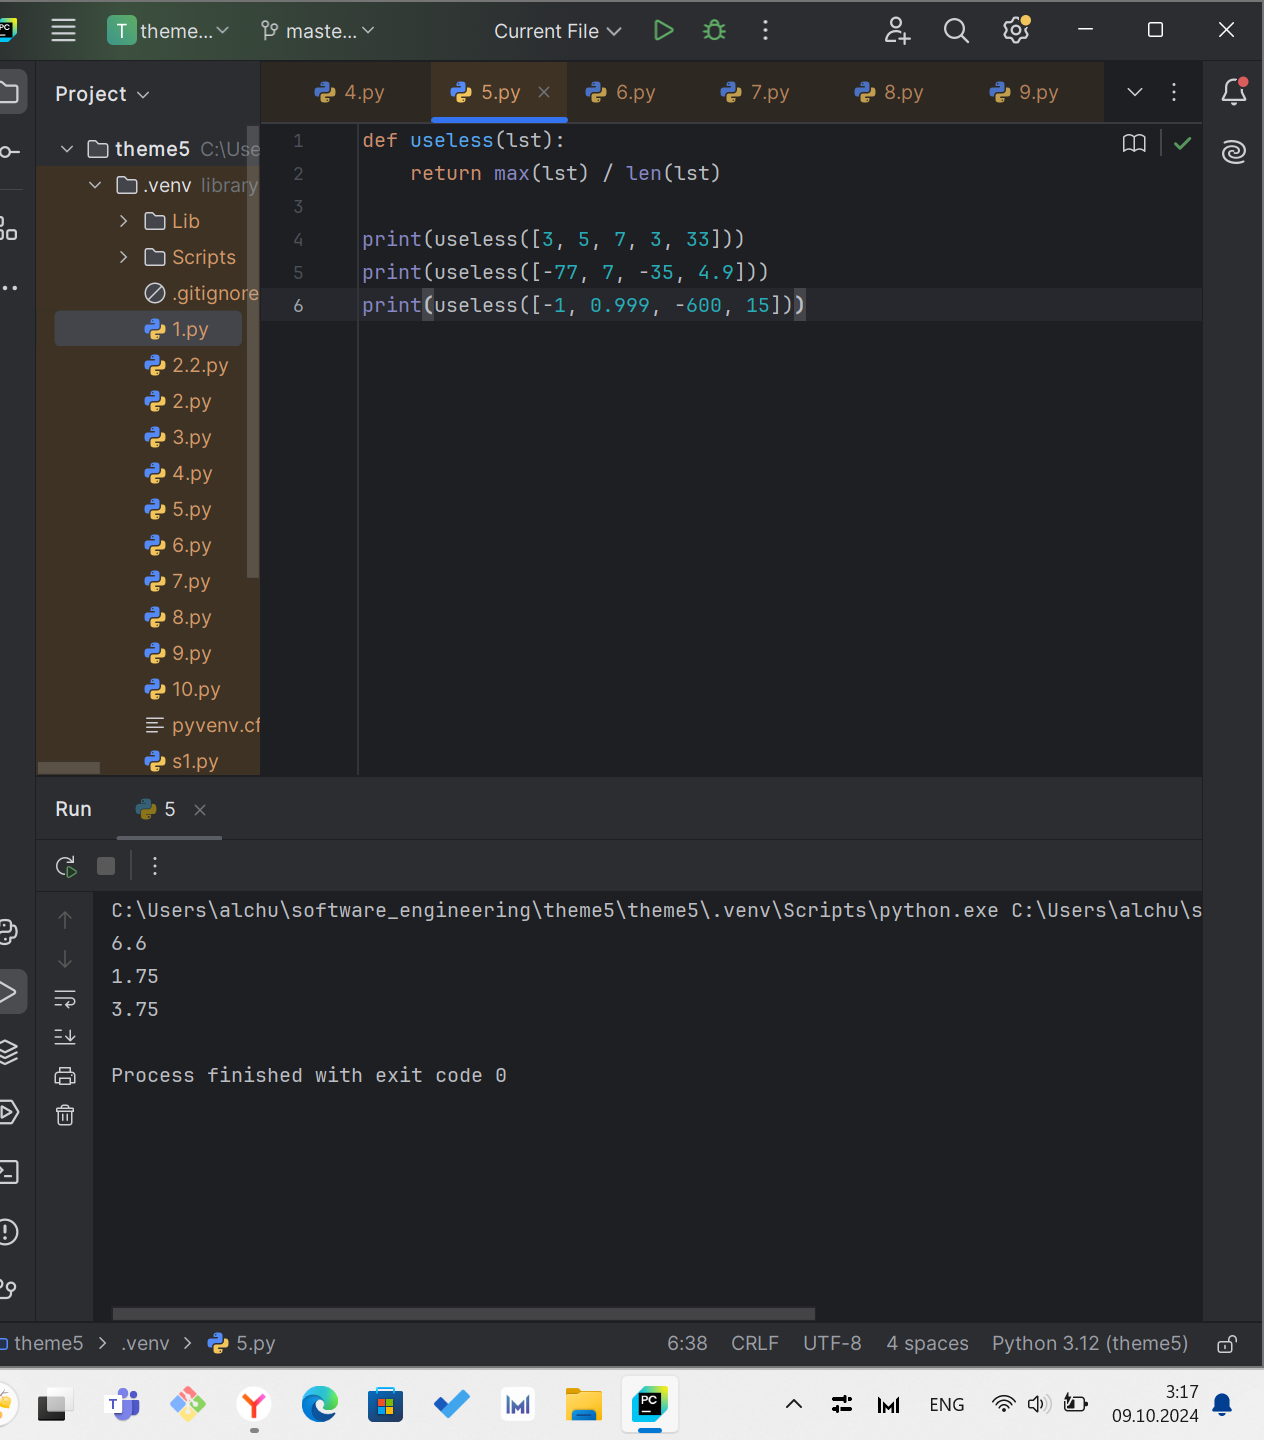 PC T theme... maste... Current File
Project
4.py 5.py 6.py 7.py 8.py 9.py
theme5 C:\Use
.venv library
Lib
Scripts
.gitignore
1.py
2.2.py
2.py
3.py
4.py
5.py
6.py
7.py
8.py
9.py
10.py
pyvenv.cf
s1.py
1 def useless(lst):
2 return max(lst) / len(lst)
3
4 print(useless([3, 5, 7, 3, 33]))
5 print(useless([-77, 7, -35, 4.9]))
6 print(useless([-1, 0.999, -600, 15]))
Run 5
C:\Users\alchu\software_engineering\theme5\theme5\.venv\Scripts\python.exe C:\Users\alchu\s
6.6
1.75
3.75
Process finished with exit code 0
theme5 > .venv > 5.py 6:38 CRLF UTF-8 4 spaces Python 3.12 (theme5)
PC ENG 3:17
09.10.2024